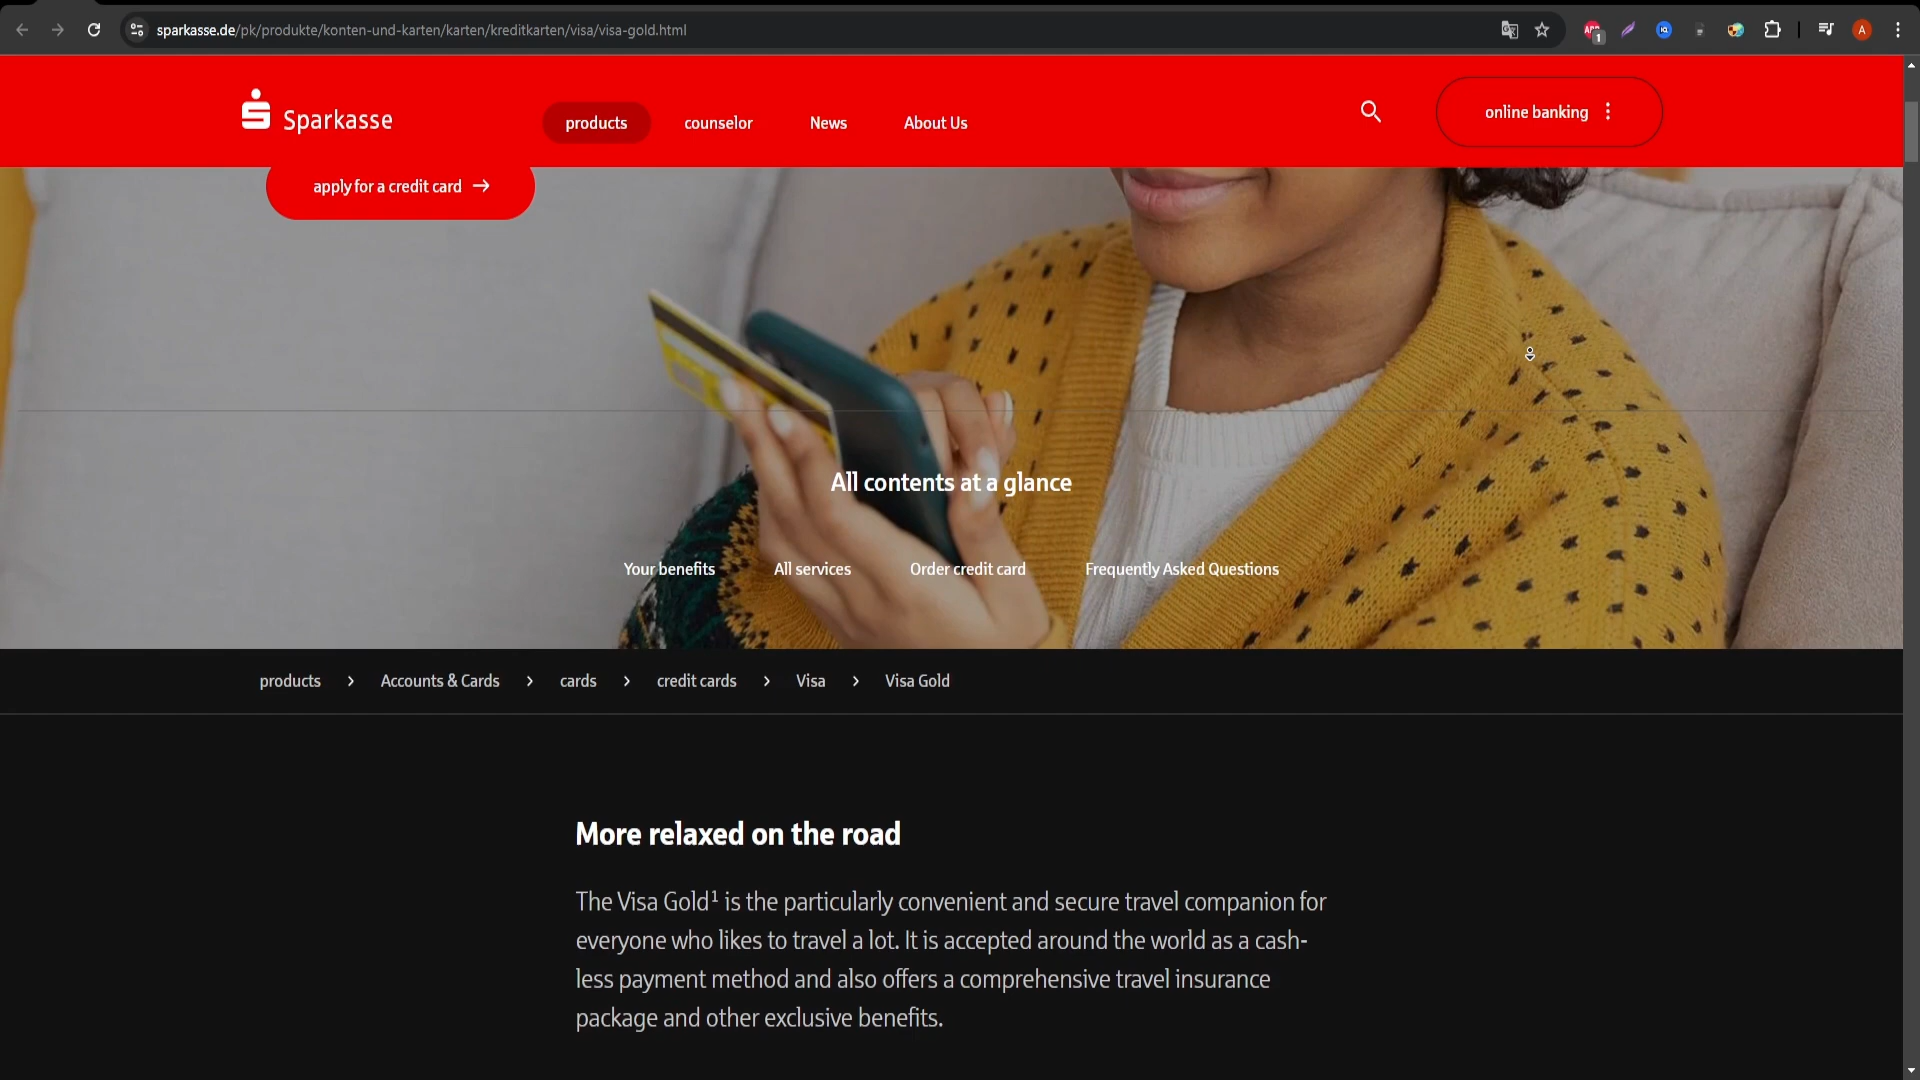 sparkasse.de/pk/produkte/konten-und-karten/karten/kreditkarten/visa/visa-gold.html
1
A
Sparkasse
products
counselor
News
About Us
online banking
apply for a credit card
All contents at a glance
Your benefits
All services
Order credit card
Frequently Asked Questions
products > Accounts & Cards > cards > credit cards > Visa > Visa Gold
More relaxed on the road
The Visa Gold¹ is the particularly convenient and secure travel companion for
everyone who likes to travel a lot. It is accepted around the world as a cash-
less payment method and also offers a comprehensive travel insurance
package and other exclusive benefits.